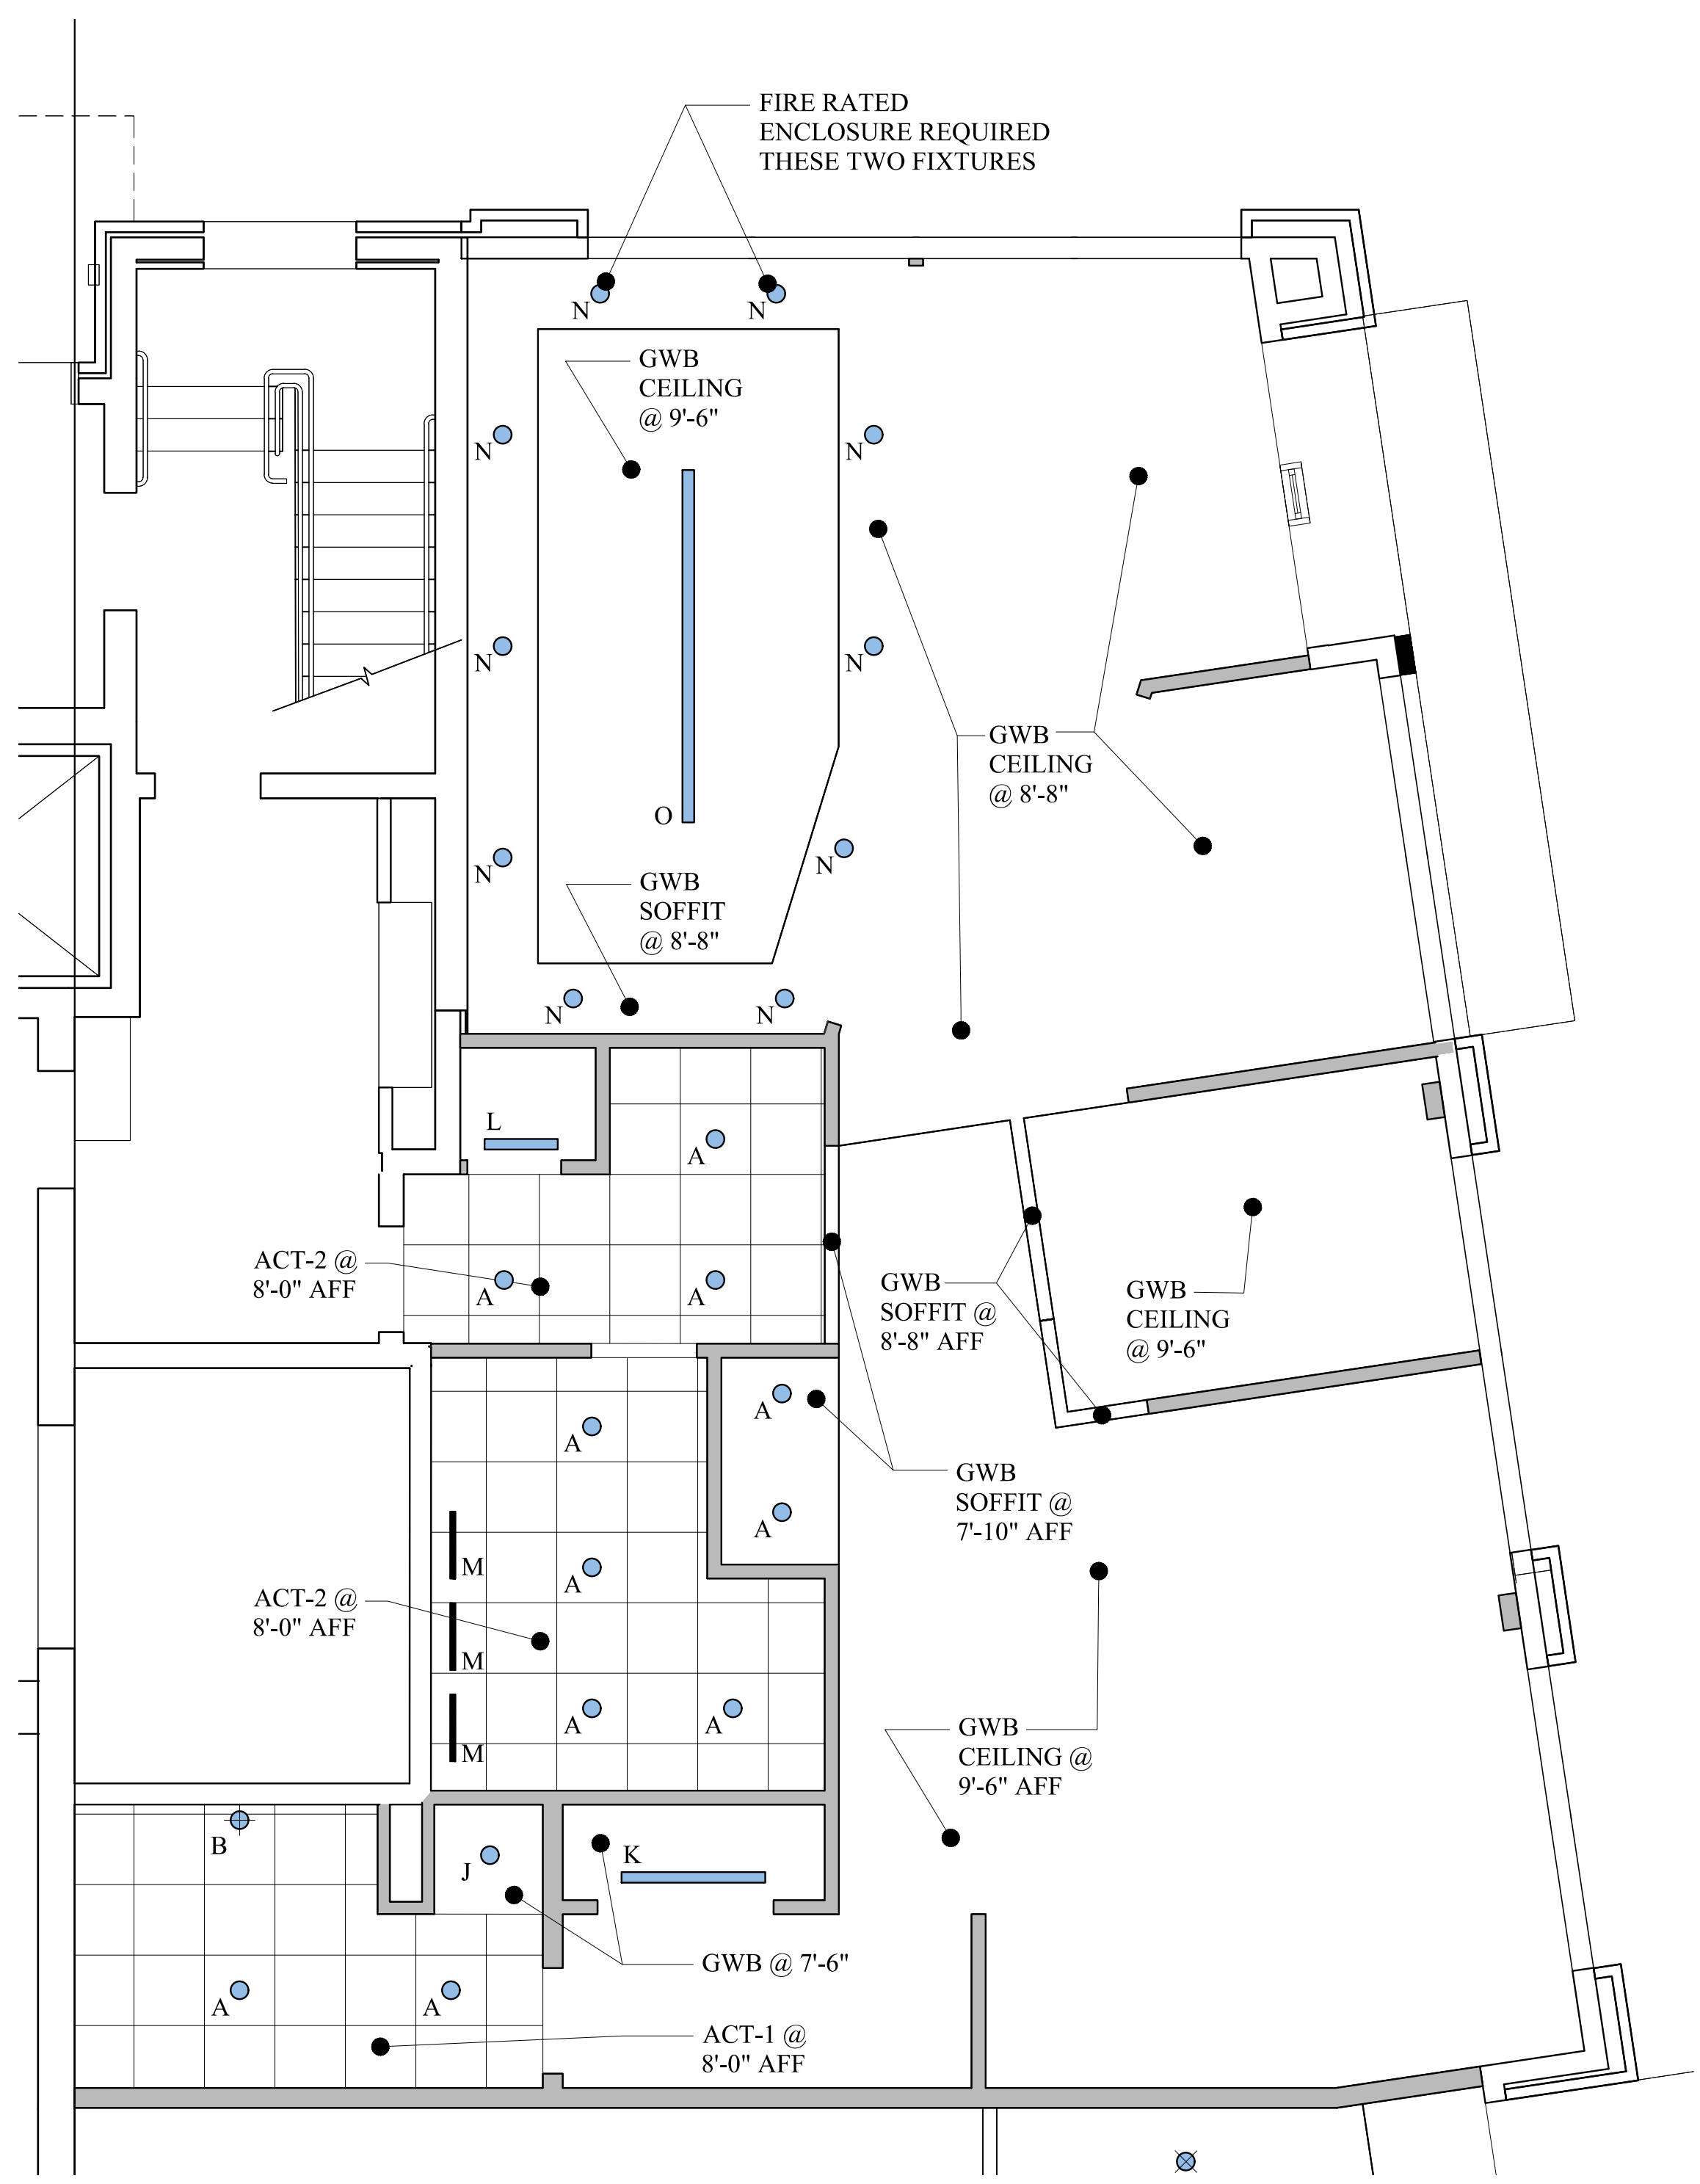 FIRE RATED
ENCLOSURE REQUIRED
THESE TWO FIXTURES
N
N
GWB
CEILING
@ 9'-6"
N
N
N
N
GWB
CEILING
@ 8'-8"
O
N
N
GWB
SOFFIT
@ 8'-8"
N
N
L
A
ACT-2 @
8'-0" AFF
A
A
GWB
SOFFIT @
8'-8" AFF
GWB
CEILING
@ 9'-6"
A
A
GWB
SOFFIT @
7'-10" AFF
A
M
A
ACT-2 @
8'-0" AFF
M
A
A
M
GWB
CEILING @
9'-6" AFF
B
J
K
GWB @ 7'-6"
A
A
ACT-1 @
8'-0" AFF